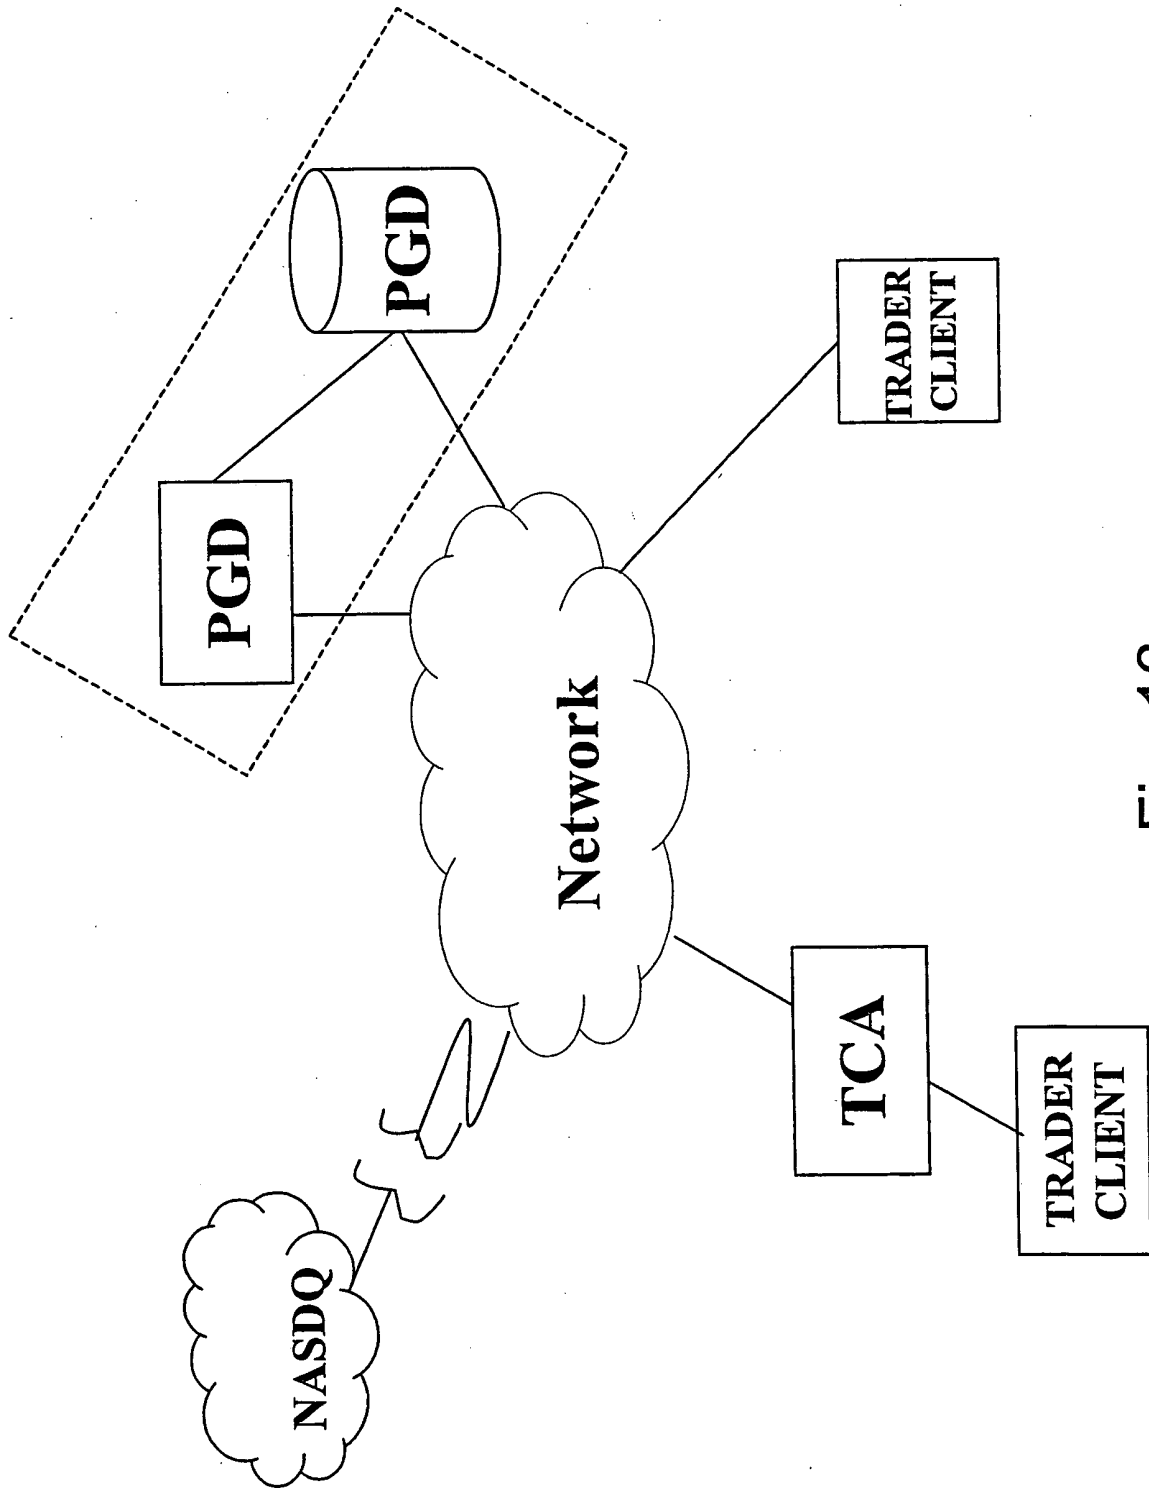 PGD
NASDQ
PGD
Network
TCA
TRADER
CLIENT
TRADER
CLIENT